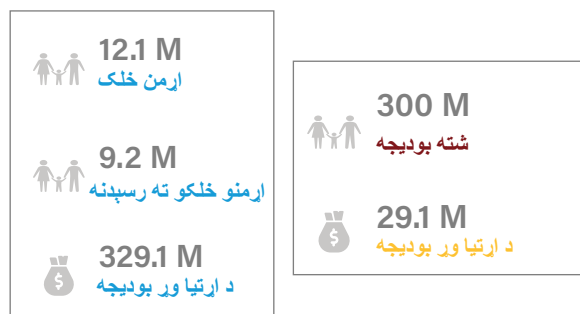 12.1 M
اړمن خلک
9.2 M
اړمنو خلکو ته رسېدنه
329.1 M
د اړتیا وړ بودیجه
300 M
شته بودیجه
29.1 M
د اړتیا وړ بودیجه